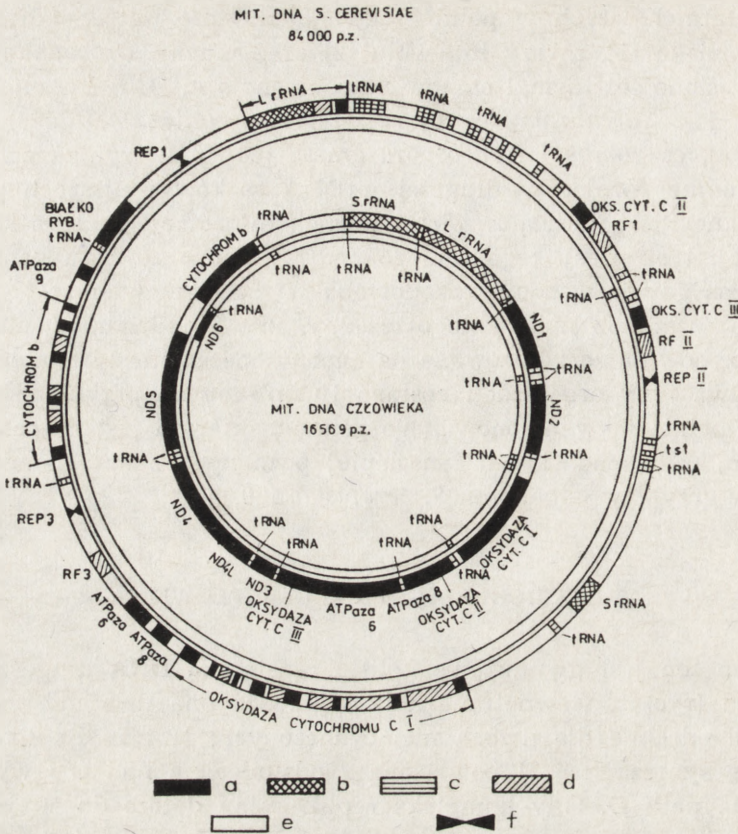 MIT. DNA S. CEREVISIAE
84 000 p.z.
L rRNA
tRNA
tRNA
tRNA
tRNA
OKS. CYT. C II
RF1
tRNA
OKS. CYT. C III
RF II
REP II
tRNA
ts1
tRNA
S rRNA
tRNA
OKSYDAZA CYTOCHROMU C I
ATPaza 8
ATPaza 6
RF3
REP3
tRNA
CYTOCHROM b
ATPaza 9
tRNA
BIAŁKO RYB.
REP1
S rRNA
L rRNA
tRNA
tRNA
tRNA
ND1
tRNA
tRNA
tRNA
ND2
tRNA
tRNA
OKSYDAZA CYT. C I
tRNA
tRNA
OKSYDAZA CYT. C II
ATPaza 8
tRNA
ATPaza 6
OKSYDAZA CYT. C III
tRNA
ND3
tRNA
ND4L
ND4
tRNA
ND5
ND6
tRNA
CYTOCHROM b
tRNA
tRNA
MIT. DNA CZŁOWIEKA
16569 p.z.
a b c d
e f